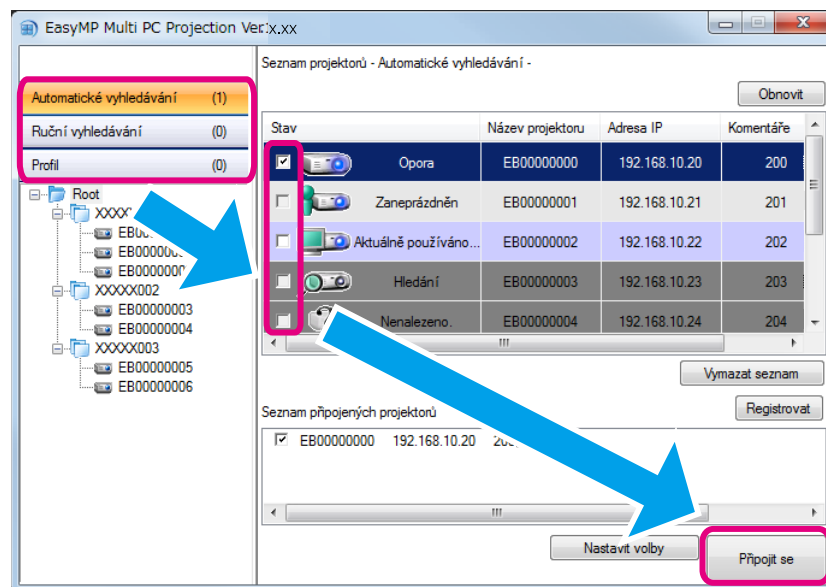 EasyMP Multi PC Projection Ver.x.xx
Seznam projektorů - Automatické vyhledávání -
Automatické vyhledávání (1)
Obnovit
Ruční vyhledávání (0)
Stav Název projektoru Adresa IP Komentáře
Profil (0)
Opora EB00000000 192.168.10.20 200
Root
Zaneprázdněn EB00000001 192.168.10.21 201
Aktuálně používáno... EB00000002 192.168.10.22 202
Hledání EB00000003 192.168.10.23 203
XXXXX002
EB00000003
Nenalezeno. EB00000004 192.168.10.24 204
EB00000004
XXXXX003
EB00000005
Vymazat seznam
EB00000006
Seznam připojených projektorů
Registrovat
EB00000000 192.168.10.20
Nastavit volby
Připojit se